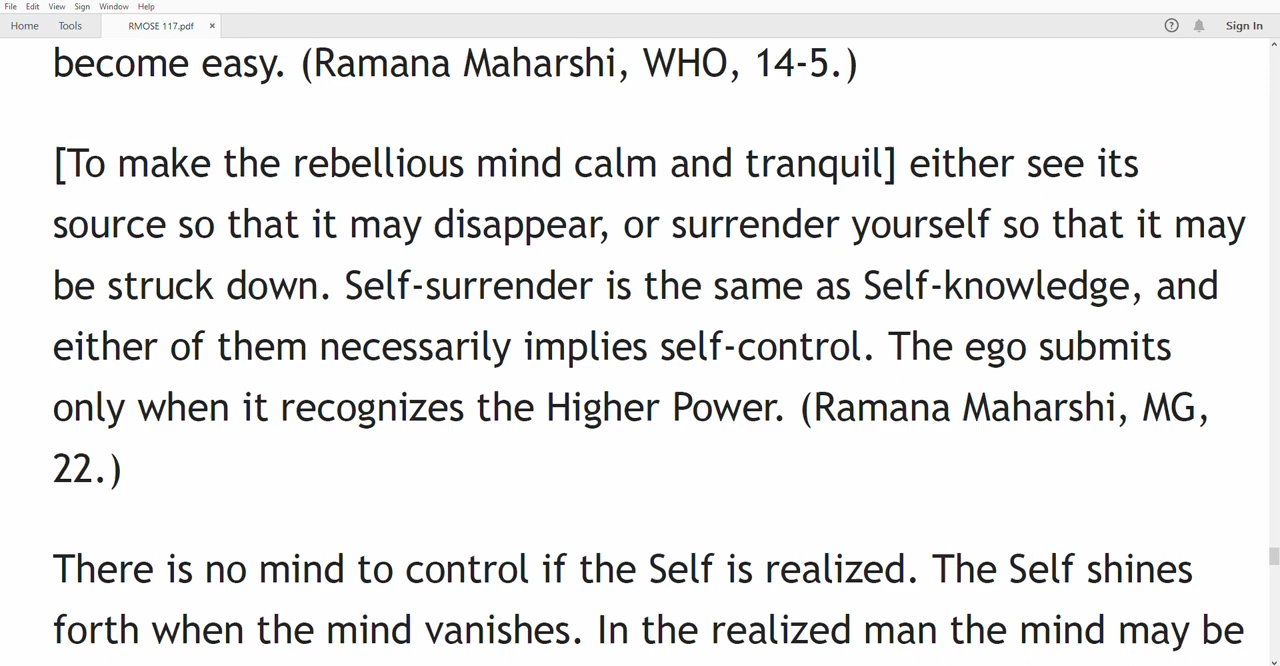 File Edit View Sign Window Help
Home Tools RMOSE 117.pdf × ? Sign In
become easy. (Ramana Maharshi, WHO, 14-5.)
[To make the rebellious mind calm and tranquil] either see its
source so that it may disappear, or surrender yourself so that it may
be struck down. Self-surrender is the same as Self-knowledge, and
either of them necessarily implies self-control. The ego submits
only when it recognizes the Higher Power. (Ramana Maharshi, MG,
22.)
There is no mind to control if the Self is realized. The Self shines
forth when the mind vanishes. In the realized man the mind may be